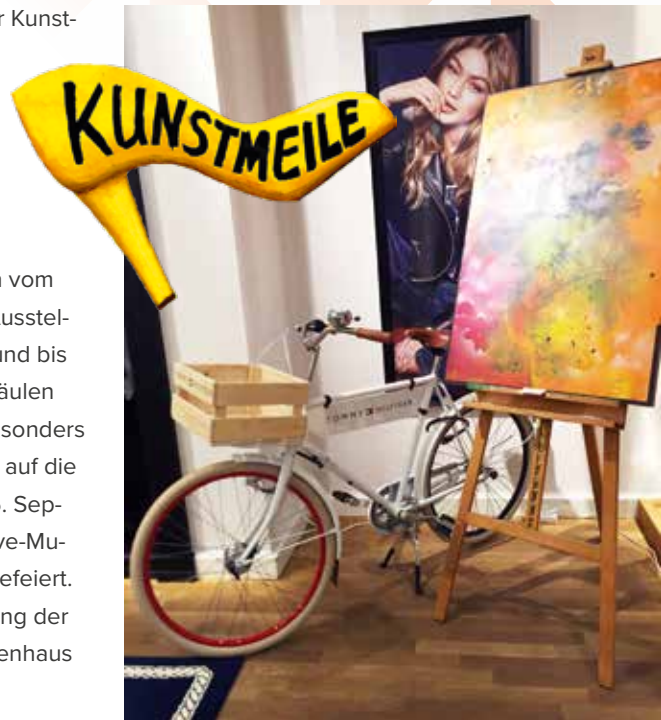 r Kunst-
KUNSTMEILE
vom
usstel-
und bis
äulen
sonders
auf die
. Sep-
ve-Mu-
efeiert.
ng der
enhaus
TOMMY HILFIGER